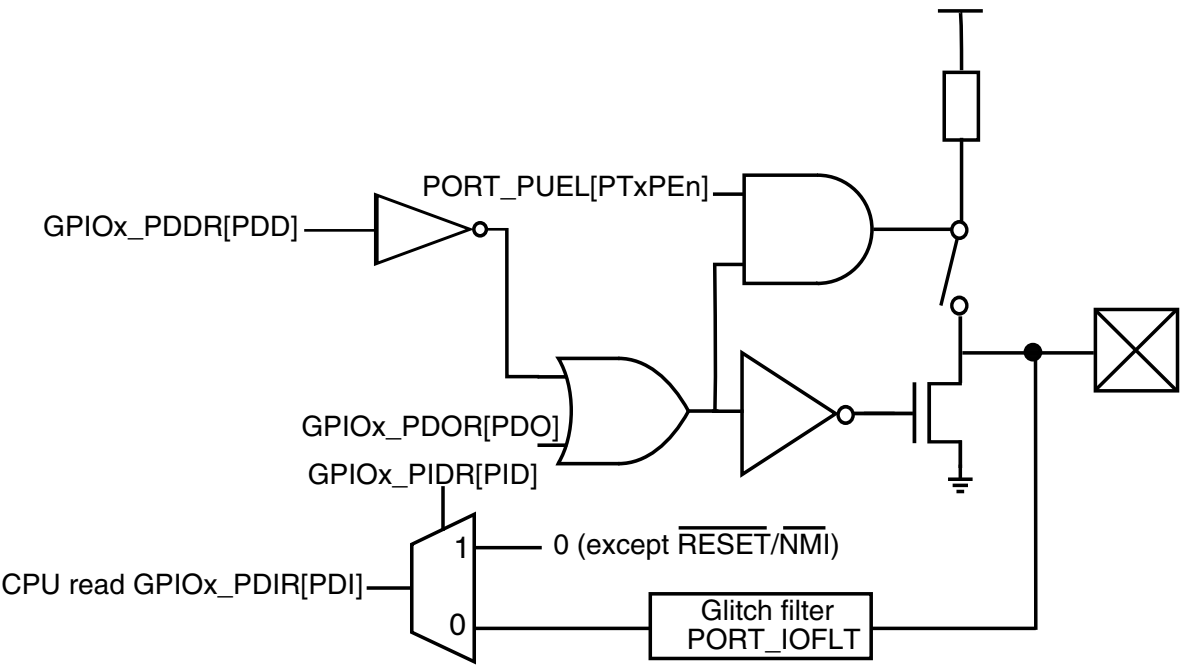 PORT_PUEL[PTxPEn]
GPIOx_PDDR[PDD]
GPIOx_PDOR[PDO]
GPIOx_PIDR[PID]
1
0 (except RESET/NMI)
CPU read GPIOx_PDIR[PDI]
0
Glitch filter
PORT_IOFLT